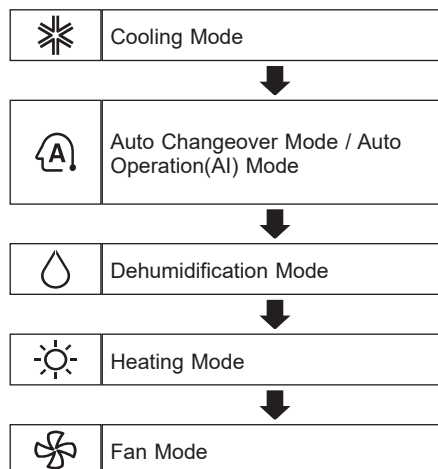 Cooling Mode
A
Auto Changeover Mode / Auto
Operation(AI) Mode
Dehumidification Mode
Heating Mode
Fan Mode